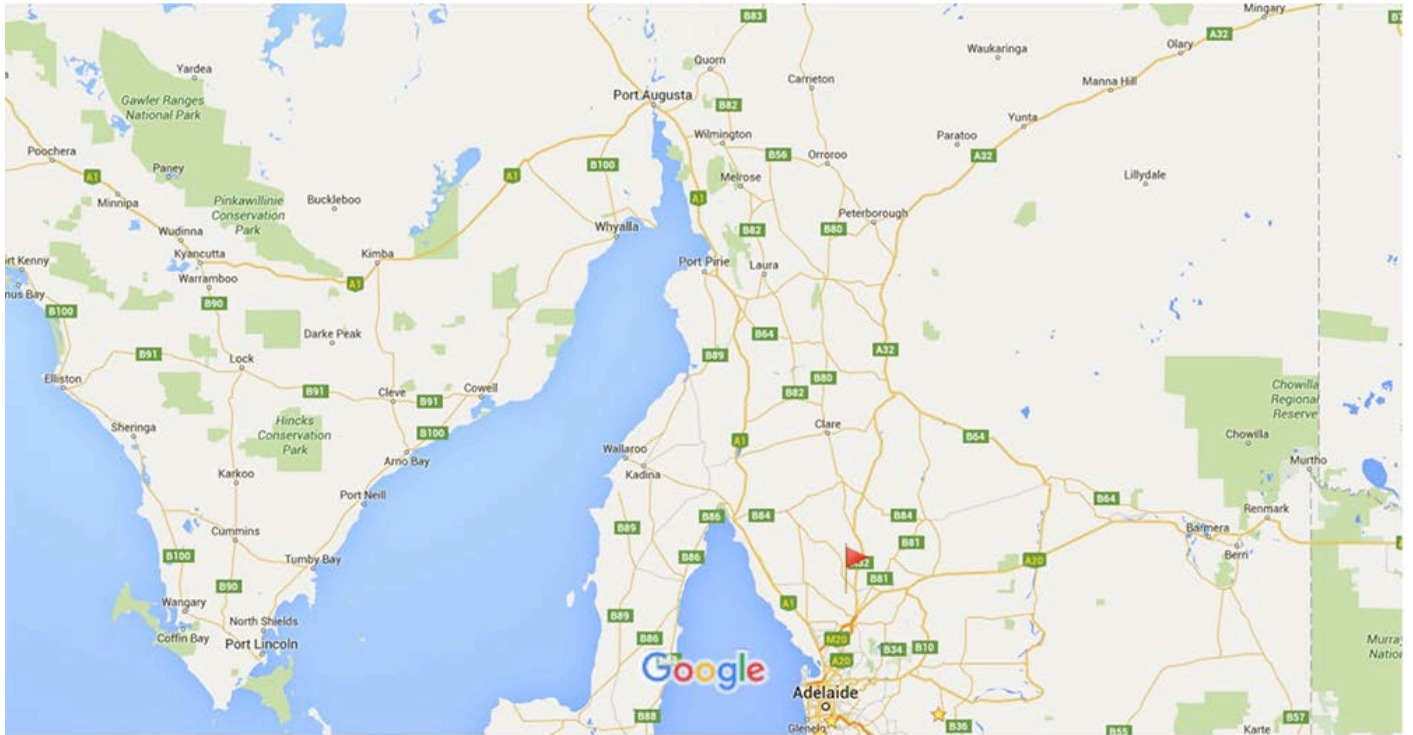 B83
Mingary
A32
Olary
Waukaringa
Quorn
Carrieton
Manna Hill
Yardea
Gawler Ranges
National Park
Port Augusta
B82
Yunta
Wilmington
Paratoo
A32
Poochera
B100
B56
Orroroo
A1
Paney
A1
Melrose
Lillydale
Minnipa
Buckleboo
Pinkawillinie
Conservation
Park
A1
Peterborough
Wudinna
Whyalla
B82
B80
Kyancutta
Kimba
Port Pirie
Laura
Warramboo
A1
B90
B100
Darke Peak
B64
B91
Lock
B89
A32
Elliston
B91
Cleve
B91
Cowell
B80
B82
Chowilla
Regional
Reserve
Sheringa
Hincks
Conservation
Park
B100
Clare
A1
B64
Chowilla
Arno Bay
Wallaroo
Kadina
Murtho
Karkoo
Port Neill
B64
B86
B84
B84
Renmark
Cummins
B89
Barmera
B81
Berri
B100
Tumby Bay
B86
A32
A20
B90
B81
Wangary
A1
North Shields
B89
Coffin Bay
Port Lincoln
B86
M20
B34
B10
A20
Google
Adelaide
B88
B36
B57
Glenelg
B55
Karte